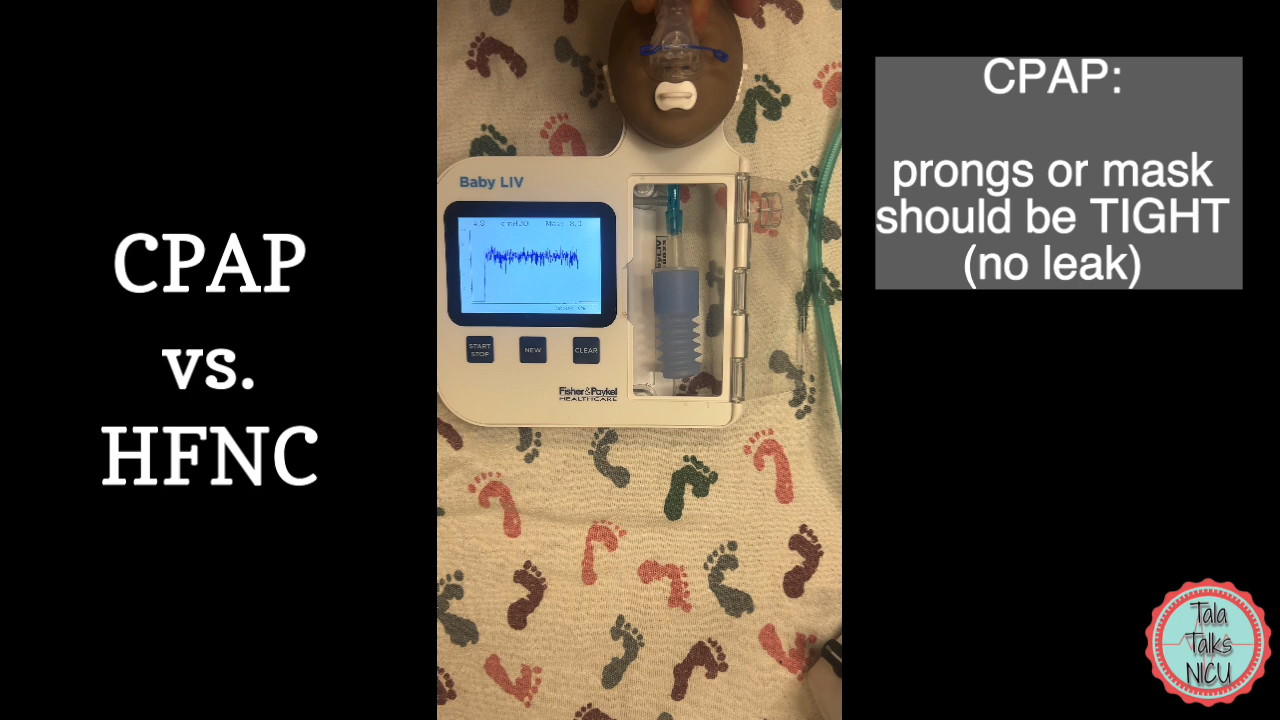 CPAP
vs.
HFNC
CPAP:
prongs or mask
should be TIGHT
(no leak)
Baby LIV
START
STOP
NEW
CLEAR
Fisher&Paykel
HEALTHCARE
Tala
Talks
NICU